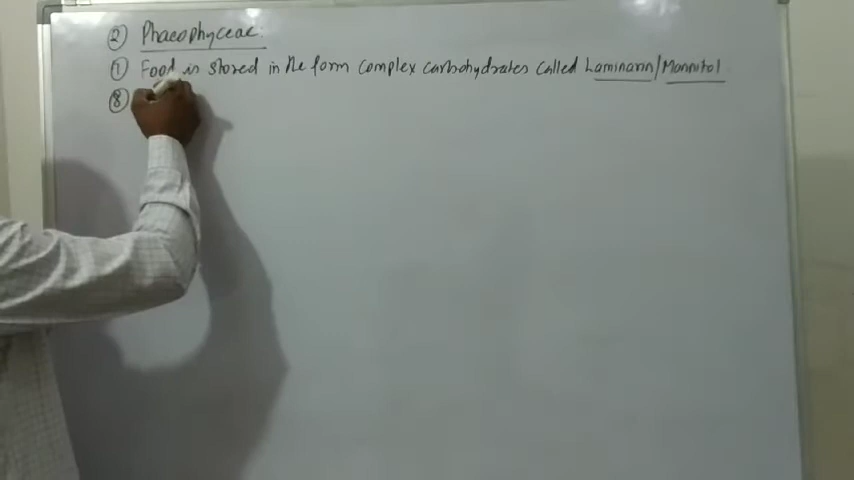 ② Phaeophyceae:
① Food is stored in the form complex carbohydrates called Laminarin/Mannitol
⑧